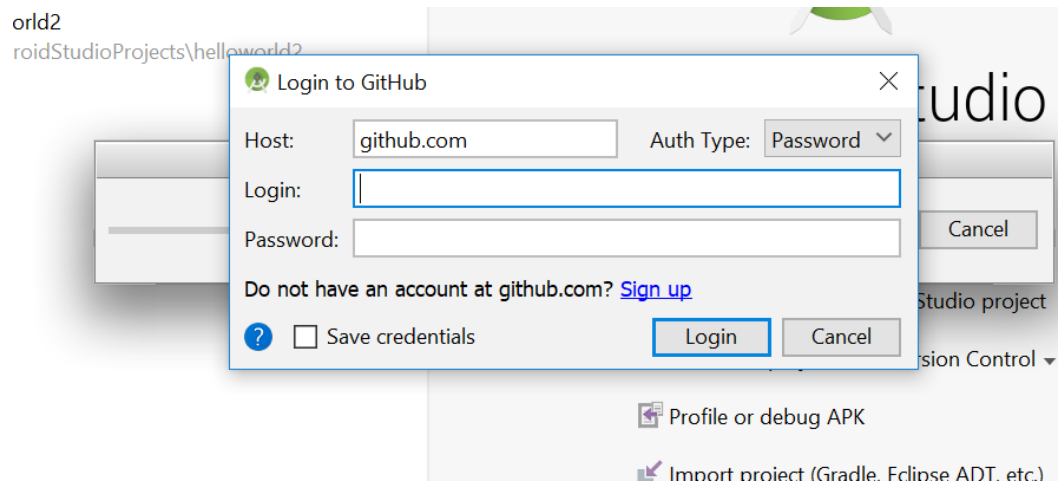 orld2
roidStudioProjects\helloworld2
Login to GitHub
tudio
Host: github.com Auth Type: Password
Login:
Password:
Cancel
Do not have an account at github.com? Sign up
Studio project
? Save credentials Login Cancel
sion Control
Profile or debug APK
Import project (Gradle, Eclipse ADT, etc.)